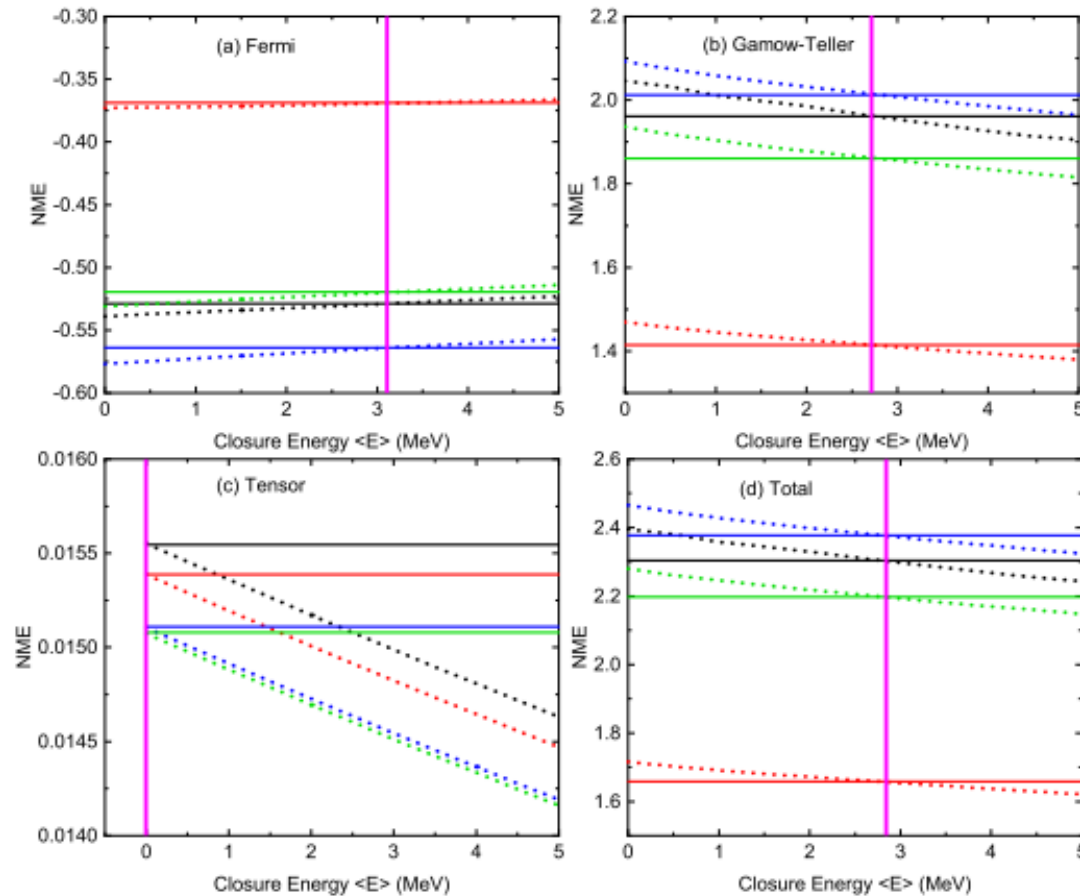 (a) Fermi
NME
-0.30
-0.35
-0.40
-0.45
-0.50
-0.55
-0.60
0 1 2 3 4 5
Closure Energy <E> (MeV)
(b) Gamow-Teller
NME
2.2
2.0
1.8
1.6
1.4
0 1 2 3 4 5
Closure Energy <E> (MeV)
(c) Tensor
NME
0.0160
0.0155
0.0150
0.0145
0.0140
0 1 2 3 4 5
Closure Energy <E> (MeV)
(d) Total
NME
2.6
2.4
2.2
2.0
1.8
1.6
0 1 2 3 4 5
Closure Energy <E> (MeV)